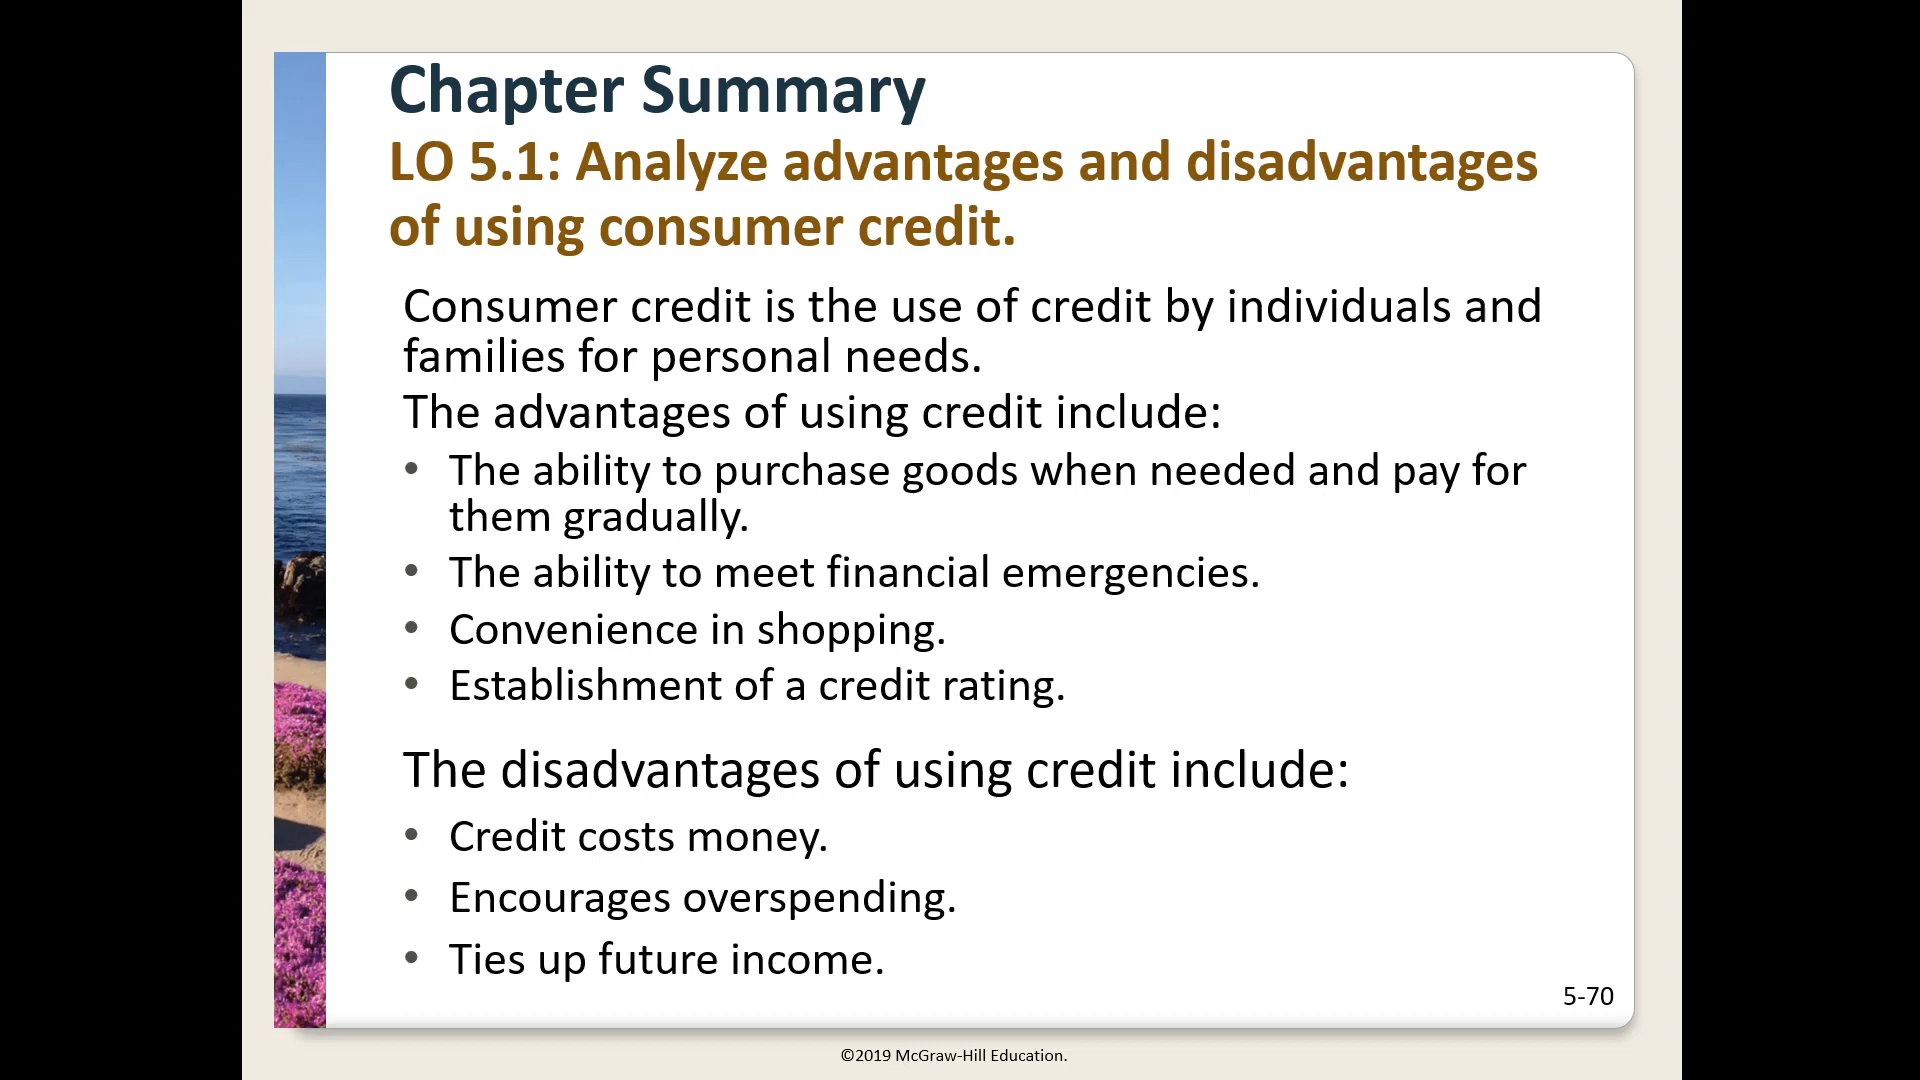 Chapter Summary
LO 5.1: Analyze advantages and disadvantages
of using consumer credit.
Consumer credit is the use of credit by individuals and
families for personal needs.
The advantages of using credit include:
• The ability to purchase goods when needed and pay for
them gradually.
• The ability to meet financial emergencies.
• Convenience in shopping.
• Establishment of a credit rating.
The disadvantages of using credit include:
• Credit costs money.
• Encourages overspending.
• Ties up future income.
5-70
©2019 McGraw-Hill Education.